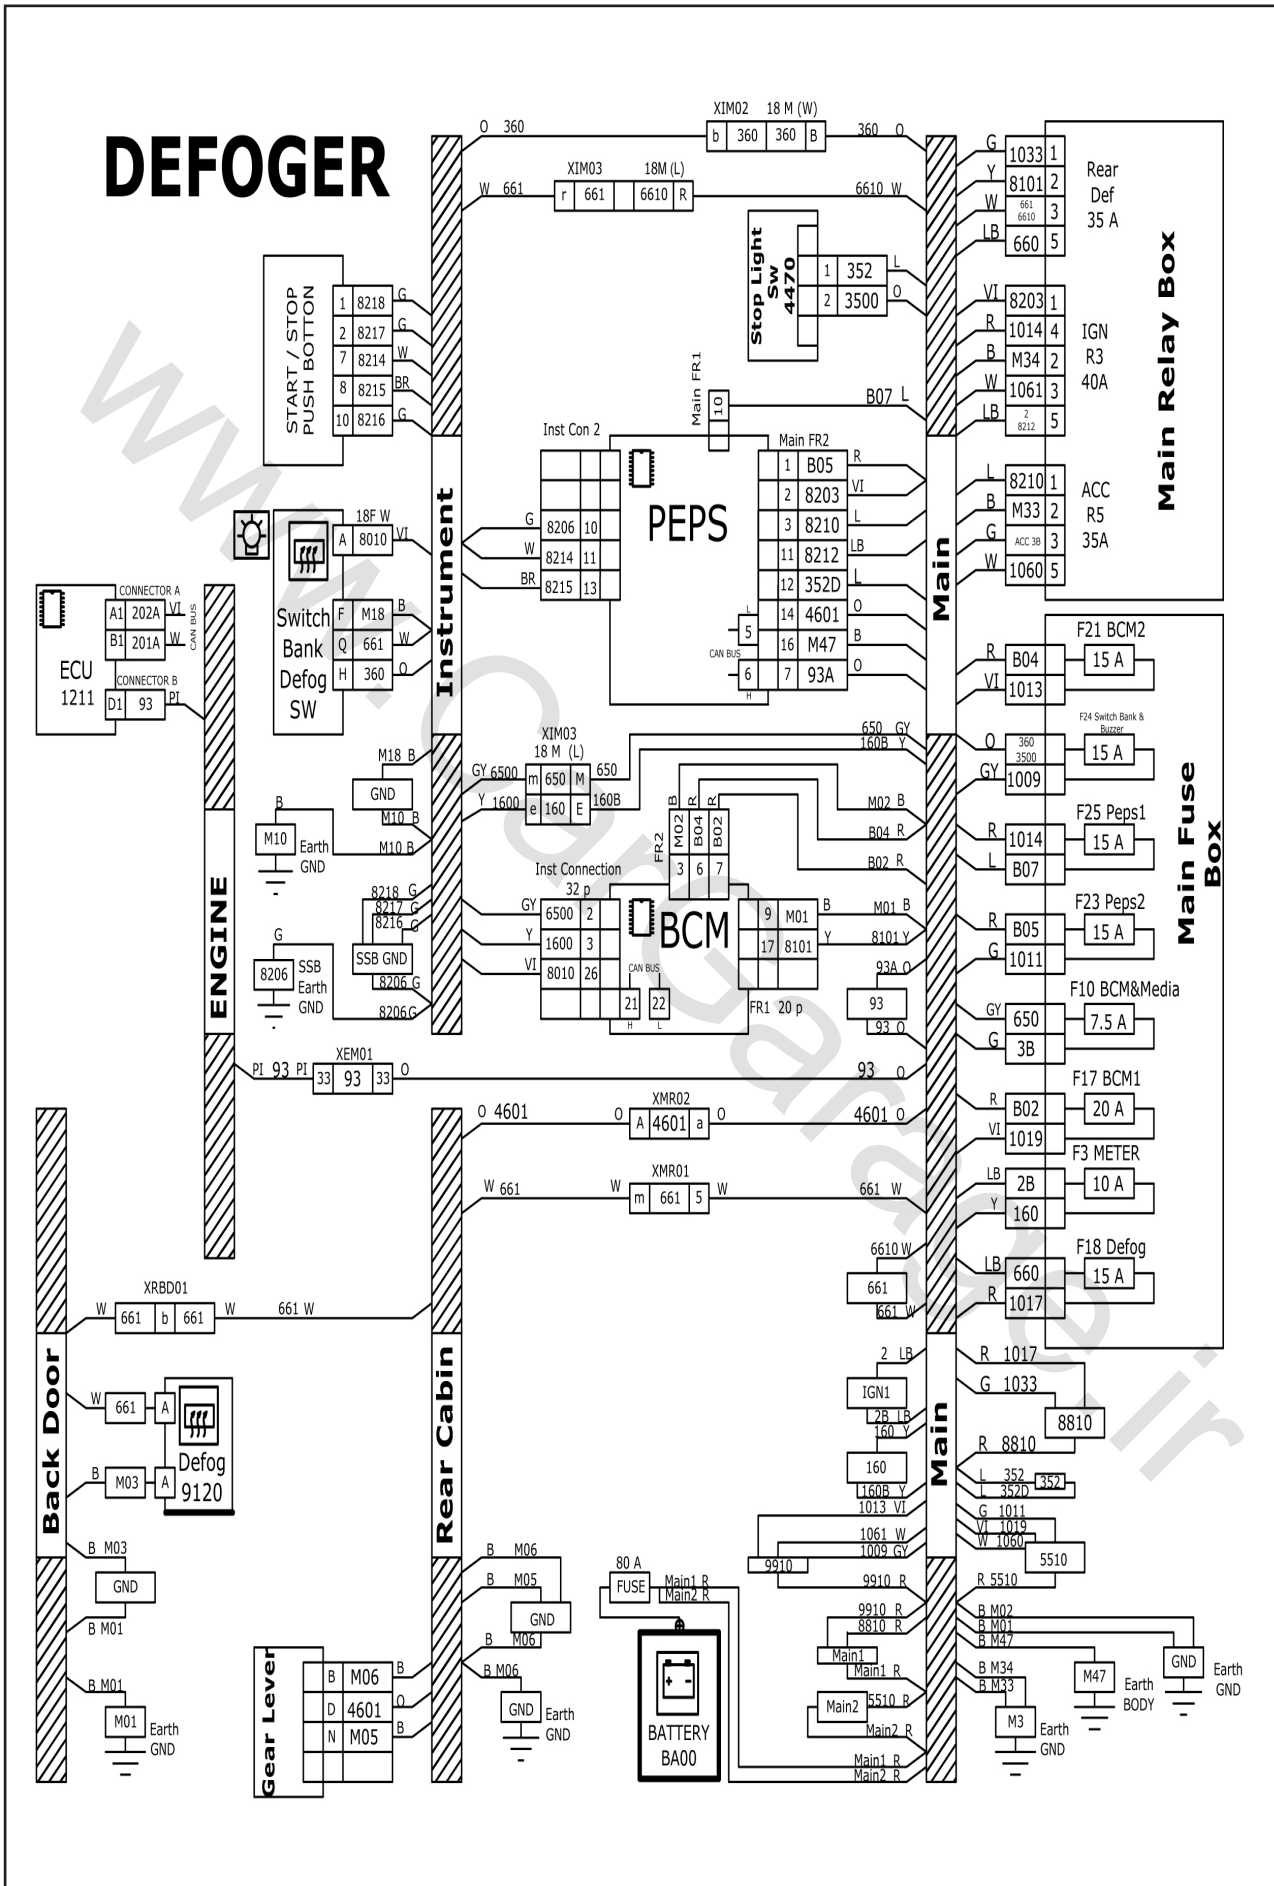 DEFOGER
XIM02 18 M (W)
O 360
b 360 360 B
360 O
XIM03 18M (L)
W 661
r 661 6610 R
6610 W
Main Relay Box
G 1033 1
Y 8101 2
W 661 6610 3
LB 660 5
Rear
Def
35 A
VI 8203 1
R 1014 4
B M34 2
W 1061 3
LB 2 8212 5
IGN
R3
40A
L 8210 1
B M33 2
G ACC 3B 3
W 1060 5
ACC
R5
35A
Stop Light
Sw
4470
1 352 L
2 3500 O
START / STOP
PUSH BOTTON
1 8218 G
2 8217 G
7 8214 W
8 8215 BR
10 8216 G
Main FR1
10
B07 L
Inst Con 2
G 8206 10
W 8214 11
BR 8215 13
PEPS
Main FR2
1 B05 R
2 8203 VI
3 8210 L
11 8212 LB
12 352D L
14 4601 O
16 M47 B
7 93A O
L
5
CAN BUS
6
H
Instrument
Main
18F W
A 8010 VI
Switch
Bank
Defog
SW
F M18 B
Q 661 W
H 360 O
CONNECTOR A
A1 202A VI
B1 201A W
CAN BUS
ECU
1211
CONNECTOR B
D1 93 PI
ENGINE
Main Fuse
Box
F21 BCM2
R B04 15 A
VI 1013
F24 Switch Bank &
Buzzer
O 360 3500 15 A
GY 1009
F25 Peps1
R 1014 15 A
L B07
F23 Peps2
R B05 15 A
G 1011
F10 BCM&Media
GY 650 7.5 A
G 3B
F17 BCM1
R B02 20 A
VI 1019
F3 METER
LB 2B 10 A
Y 160
F18 Defog
LB 660 15 A
R 1017
XIM03
18 M (L)
GY 6500 m 650 M 650
Y 1600 e 160 E 160B
650 GY
160B Y
M18 B
GND
M10 B
M10 B
B
M10
Earth
GND
8218 G
8217 G
8216 G
SSB GND
8206 G
8206 G
G
8206
SSB
Earth
GND
FR2
B R R
M02 B04 B02
3 6 7
M02 B
B04 R
B02 R
Inst Connection
32 p
GY 6500 2
Y 1600 3
VI 8010 26
BCM
CAN BUS
21 22
H L
9 M01 B
17 8101 Y
FR1 20 p
M01 B
8101 Y
93A O
93
93 O
XEM01
PI 93 PI 33 93 33 O
93 O
XMR02
O 4601 O A 4601 a O 4601 O
XMR01
W 661 W m 661 5 W 661 W
6610 W
661
661 W
XRBD01
W 661 b 661 W 661 W
Back Door
Rear Cabin
Main
W 661 A
B M03 A
Defog
9120
B M03
GND
B M01
B M01
M01
Earth
GND
2 LB
IGN1
2B LB
160 Y
160
160B Y
1013 VI
1061 W
1009 GY
9910
9910 R
9910 R
8810 R
Main1
Main1 R
Main2
5510 R
Main2 R
Main1 R
Main2 R
R 1017
G 1033
8810
R 8810
L 352
352
L 352D
G 1011
VI 1019
W 1060
5510
R 5510
B M02
B M01
B M47
B M34
B M33
GND
Earth
GND
M47
Earth
BODY
M3
Earth
GND
80 A
FUSE
Main1 R
Main2 R
BATTERY
BA00
B M06
B M05
GND
B M06
B M06
GND
Earth
GND
Gear Lever
B M06 B
D 4601 O
N M05 B
www.CarGarage.ir